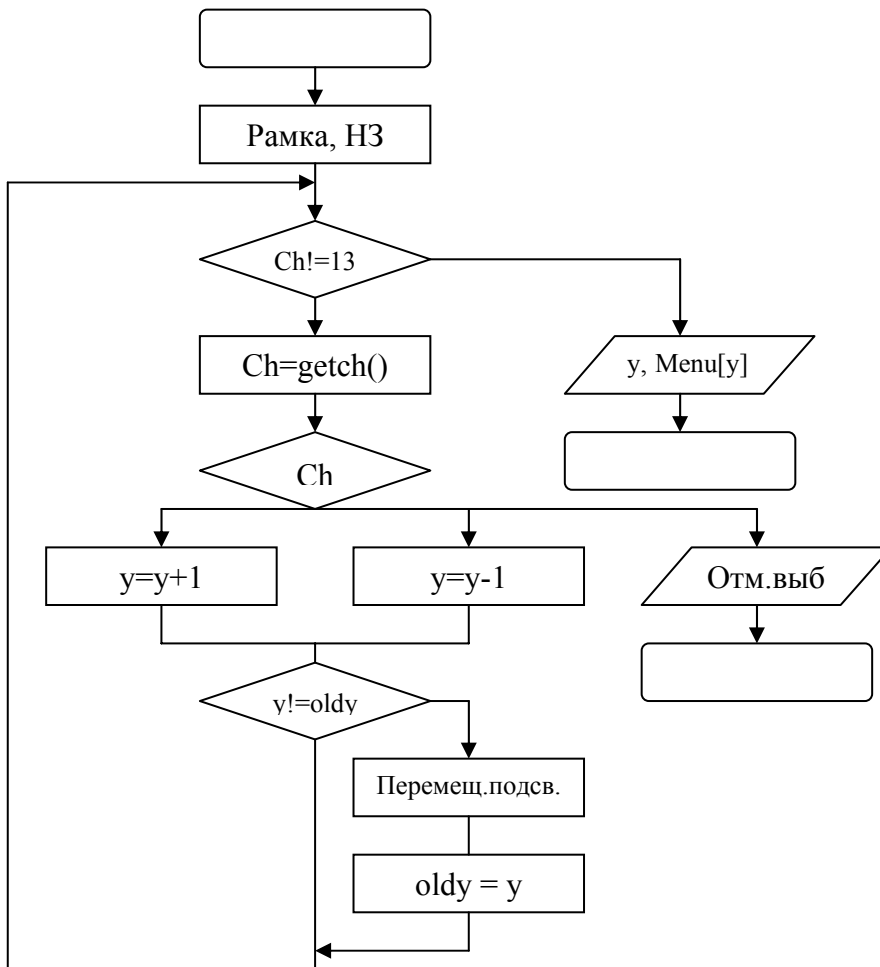 Рамка, НЗ
Ch!=13
Ch=getch()
y, Menu[y]
Ch
y=y+1
y=y-1
Отм.выб
y!=oldy
Перемещ.подсв.
oldy = y